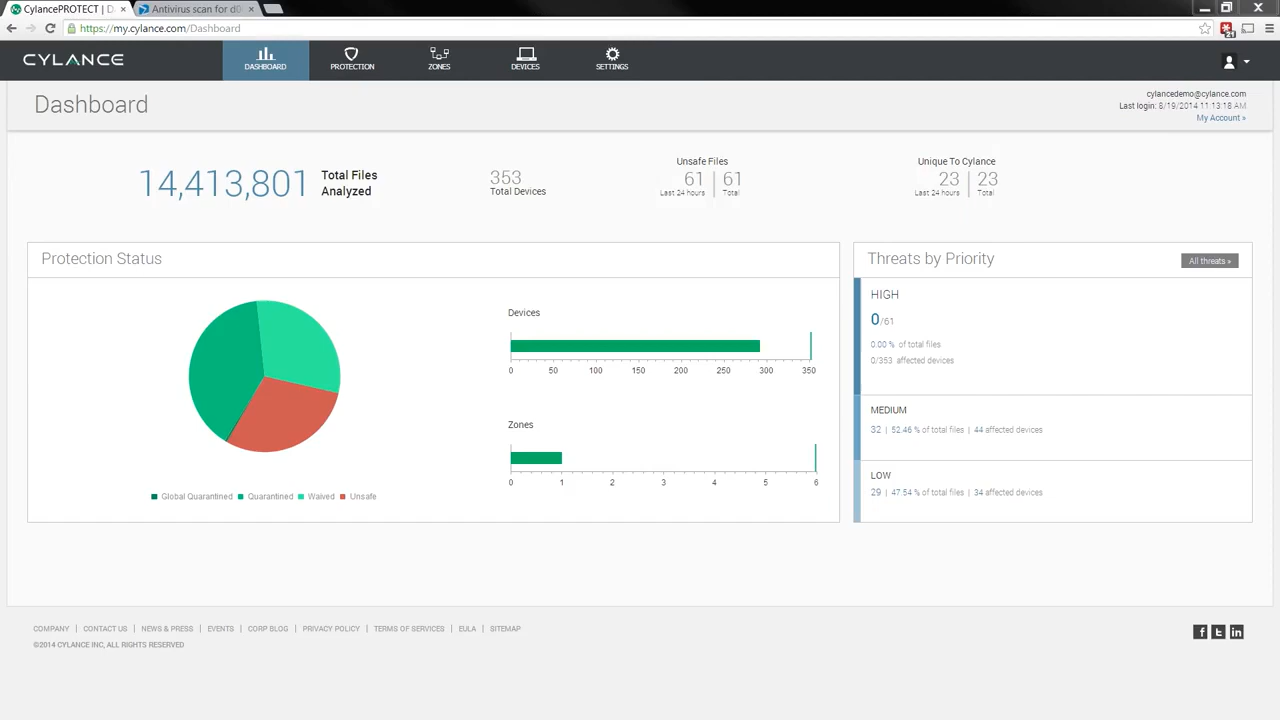 CylancePROTECT | D
Antivirus scan for d0
https://my.cylance.com/Dashboard
21
CYLANCE
DASHBOARD
PROTECTION
ZONES
DEVICES
SETTINGS
Dashboard
cylancedemo@cylance.com
Last login: 8/19/2014 11:13:18 AM
My Account »
14,413,801
Total Files
Analyzed
353
Total Devices
Unsafe Files
61 | 61
Last 24 hours Total
Unique To Cylance
23 | 23
Last 24 hours Total
Protection Status
Global Quarantined Quarantined Waived Unsafe
Devices
0 50 100 150 200 250 300 350
Zones
0 1 2 3 4 5 6
Threats by Priority
All threats »
HIGH
0/61
0.00 % of total files
0/353 affected devices
MEDIUM
32 | 52.46 % of total files | 44 affected devices
LOW
29 | 47.54 % of total files | 34 affected devices
COMPANY | CONTACT US | NEWS & PRESS | EVENTS | CORP BLOG | PRIVACY POLICY | TERMS OF SERVICES | EULA | SITEMAP
©2014 CYLANCE INC, ALL RIGHTS RESERVED